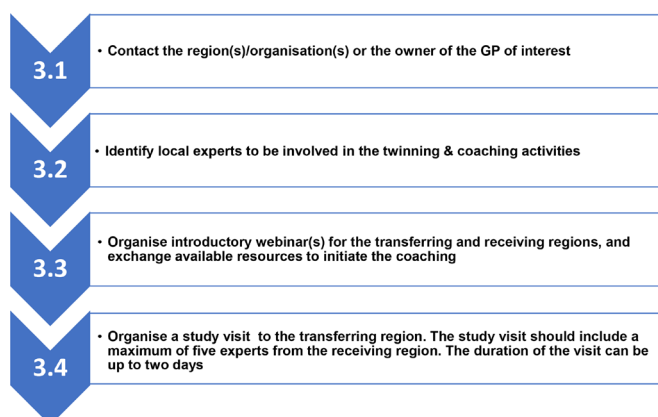 3.1
• Contact the region(s)/organisation(s) or the owner of the GP of interest
3.2
• Identify local experts to be involved in the twinning & coaching activities
3.3
• Organise introductory webinar(s) for the transferring and receiving regions, and
exchange available resources to initiate the coaching
3.4
• Organise a study visit to the transferring region. The study visit should include a
maximum of five experts from the receiving region. The duration of the visit can be
up to two days